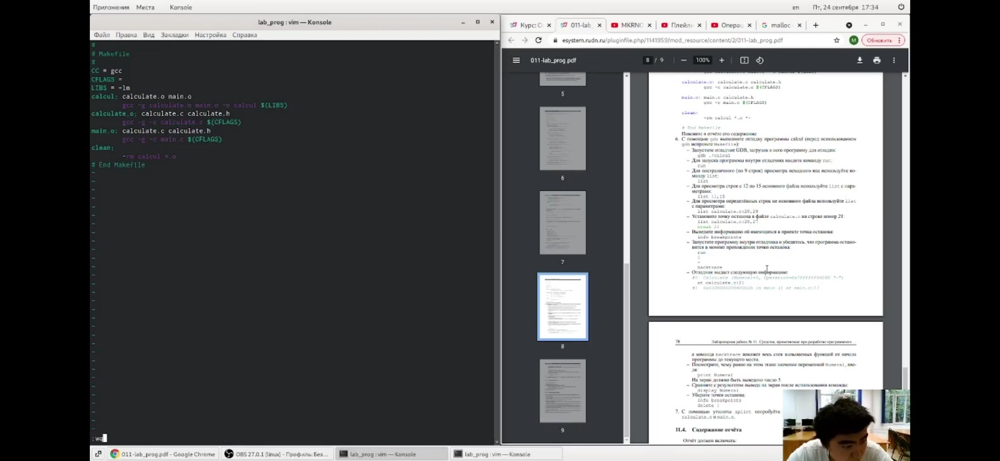 Приложения Места Konsole
en Пт, 24 сентября 17:34
lab_prog : vim — Konsole
Файл Правка Вид Закладки Настройка Справка
#
# Makefile
#
CC = gcc
CFLAGS =
LIBS = -lm
calcul: calculate.o main.o
gcc -g calculate.o main.o -o calcul $(LIBS)
calculate.o: calculate.c calculate.h
gcc -g -c calculate.c $(CFLAGS)
main.o: calculate.c calculate.h
gcc -g -c main.c $(CFLAGS)
clean:
-rm calcul *.o
# End Makefile
:wq
Курс: О
011-lab_
MKRNO
Плейли
Операц
malloc -
esystem.rudn.ru/pluginfile.php/1141959/mod_resource/content/2/011-lab_prog.pdf
М
Обновить
011-lab_prog.pdf
8 / 9
100%
5
6
7
8
9
calculate.o: calculate.c calculate.h
gcc -c calculate.c $(CFLAGS)
main.o: main.c calculate.h
gcc -c main.c $(CFLAGS)
clean:
-rm calcul *.o *~
# End Makefile
Поясните в отчёте его содержание.
6. С помощью gdb выполните отладку программы calcul (перед использованием
gdb исправьте Makefile):
– Запустите отладчик GDB, загрузив в него программу для отладки:
gdb ./calcul
– Для запуска программы внутри отладчика введите команду run:
run
– Для постраничного (по 9 строк) просмотра исходного код используйте ко-
манду list:
list
– Для просмотра строк с 12 по 15 основного файла используйте list с пара-
метрами:
list 12,15
– Для просмотра определённых строк не основного файла используйте list
с параметрами:
list calculate.c:20,29
– Установите точку останова в файле calculate.c на строке номер 21:
list calculate.c:20,27
break 21
– Выведите информацию об имеющихся в проекте точка останова:
info breakpoints
– Запустите программу внутри отладчика и убедитесь, что программа остано-
вится в момент прохождения точки останова:
run
5
-
backtrace
– Отладчик выдаст следующую информацию:
#0 Calculate (Numeral=5, Operation=0x7fffffffd280 "-")
at calculate.c:21
#1 0x0000000000400b2b in main () at main.c:17
78
Лабораторная работа № 11. Средства, применяемые при разработке программного
а команда backtrace покажет весь стек вызываемых функций от начала
программы до текущего места.
– Посмотрите, чему равно на этом этапе значение переменной Numeral, вве-
дя:
print Numeral
На экран должно быть выведено число 5.
– Сравните с результатом вывода на экран после использования команды:
display Numeral
– Уберите точки останова:
info breakpoints
delete 1
7. С помощью утилиты splint попробуйте
calculate.c и main.c.
11.4. Содержание отчёта
Отчёт должен включать:
011-lab_prog.pdf - Google Chrome
OBS 27.0.1 (linux) - Профиль: Без...
lab_prog : vim — Konsole
lab_prog : vim — Konsole